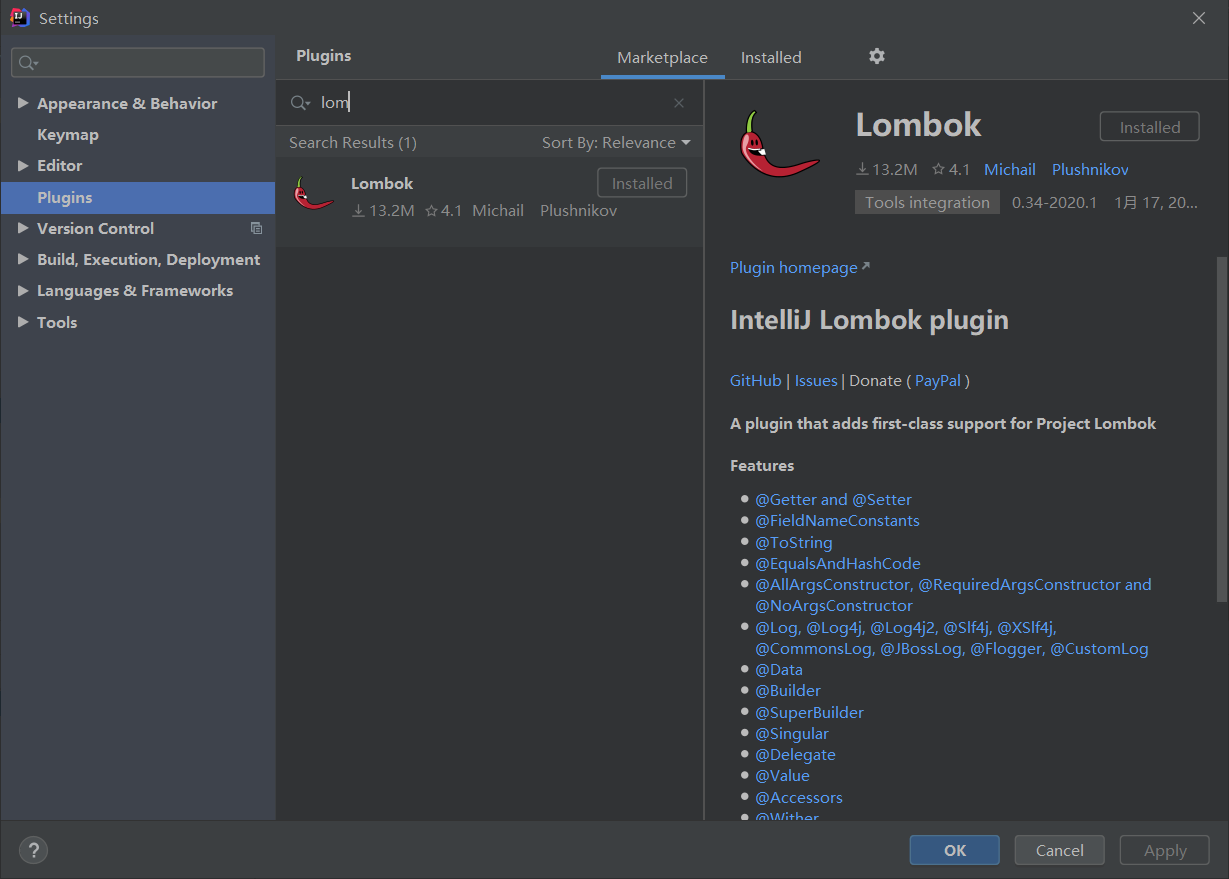 Settings
Plugins
Marketplace
Installed
Appearance & Behavior
Keymap
Editor
Plugins
Version Control
Build, Execution, Deployment
Languages & Frameworks
Tools
lom
Search Results (1)
Sort By: Relevance
Lombok
Installed
13.2M 4.1 Michail Plushnikov
Lombok
Installed
13.2M 4.1 Michail Plushnikov
Tools integration 0.34-2020.1 1月 17, 20...
Plugin homepage
IntelliJ Lombok plugin
GitHub | Issues | Donate ( PayPal )
A plugin that adds first-class support for Project Lombok
Features
@Getter and @Setter
@FieldNameConstants
@ToString
@EqualsAndHashCode
@AllArgsConstructor, @RequiredArgsConstructor and
@NoArgsConstructor
@Log, @Log4j, @Log4j2, @Slf4j, @XSlf4j,
@CommonsLog, @JBossLog, @Flogger, @CustomLog
@Data
@Builder
@SuperBuilder
@Singular
@Delegate
@Value
@Accessors
@Wither
?
OK
Cancel
Apply